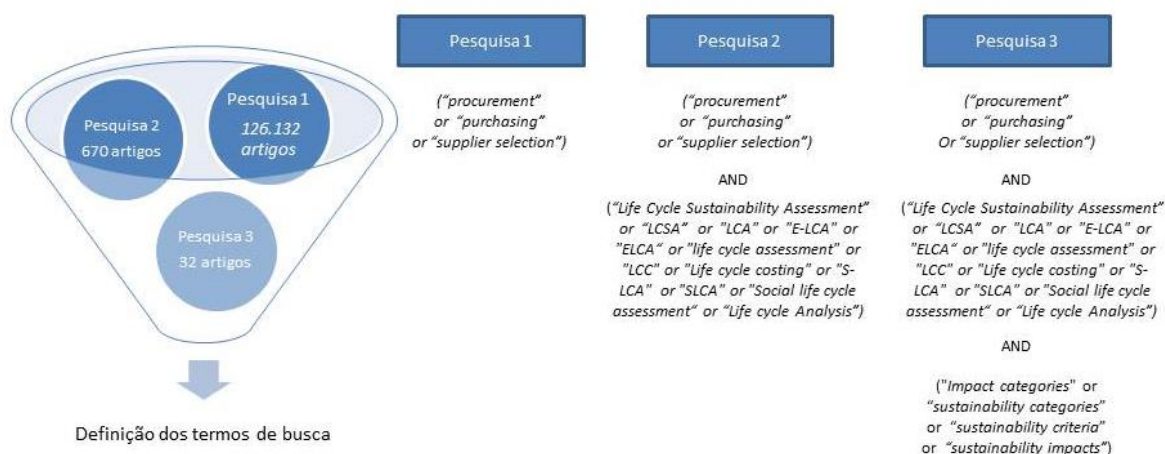 Pesquisa 2
670 artigos
Pesquisa 1
126.132
artigos
Pesquisa 3
32 artigos
Definição dos termos de busca
Pesquisa 1
(“procurement”
or “purchasing”
or “supplier selection”)
Pesquisa 2
(“procurement”
or “purchasing”
or “supplier selection”)
AND
(“Life Cycle Sustainability Assessment”
or “LCSA” or "LCA" or "E-LCA" or
"ELCA“ or "life cycle assessment" or
"LCC" or "Life cycle costing" or "S-
LCA" or "SLCA" or "Social life cycle
assessment“ or “Life cycle Analysis”)
Pesquisa 3
(“procurement”
or “purchasing”
Or “supplier selection”)
AND
(“Life Cycle Sustainability Assessment”
or “LCSA” or "LCA" or "E-LCA" or
"ELCA“ or "life cycle assessment" or
"LCC" or "Life cycle costing" or "S-
LCA" or "SLCA" or "Social life cycle
assessment“ or “Life cycle Analysis”)
AND
("Impact categories" or
“sustainability categories”
or “sustainability criteria”
or “sustainability impacts”)